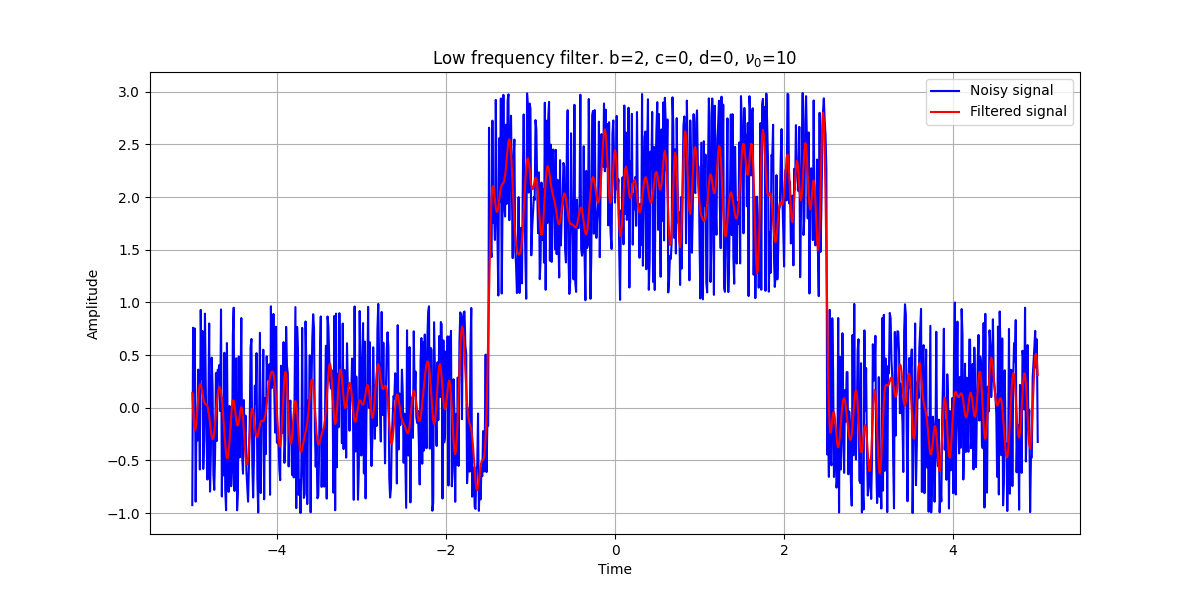 Low frequency filter. b=2, c=0, d=0, ν₀=10
Noisy signal
Filtered signal
Amplitude
3.0
2.5
2.0
1.5
1.0
0.5
0.0
−0.5
−1.0
−4
−2
0
2
4
Time